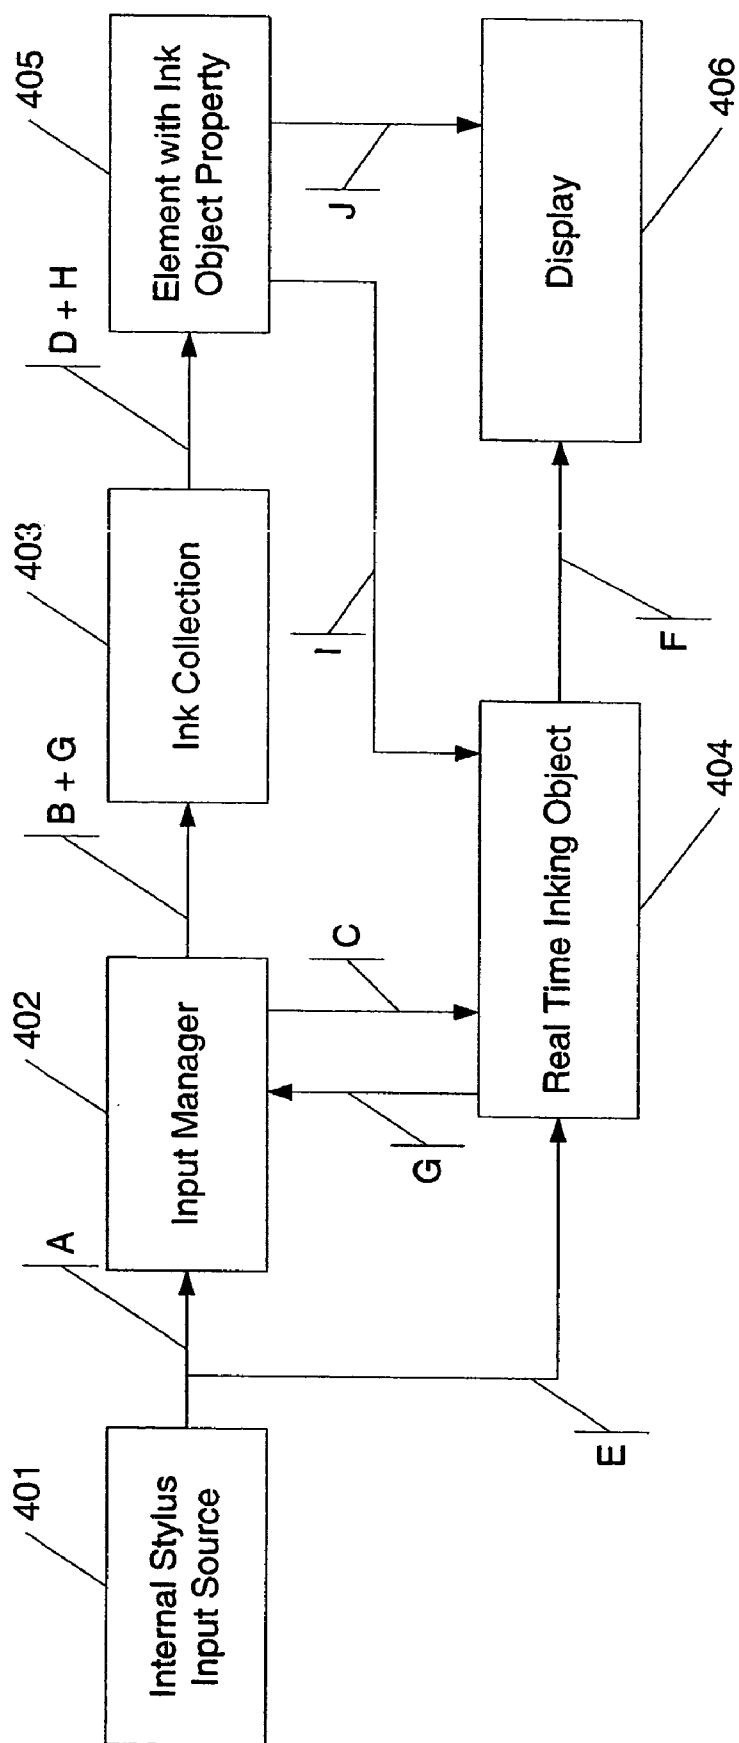 401
Internal Stylus
Input Source
A
402
Input Manager
B + G
403
Ink Collection
D + H
405
Element with Ink
Object Property
E
G
C
I
J
Real Time Inking Object
404
F
Display
406